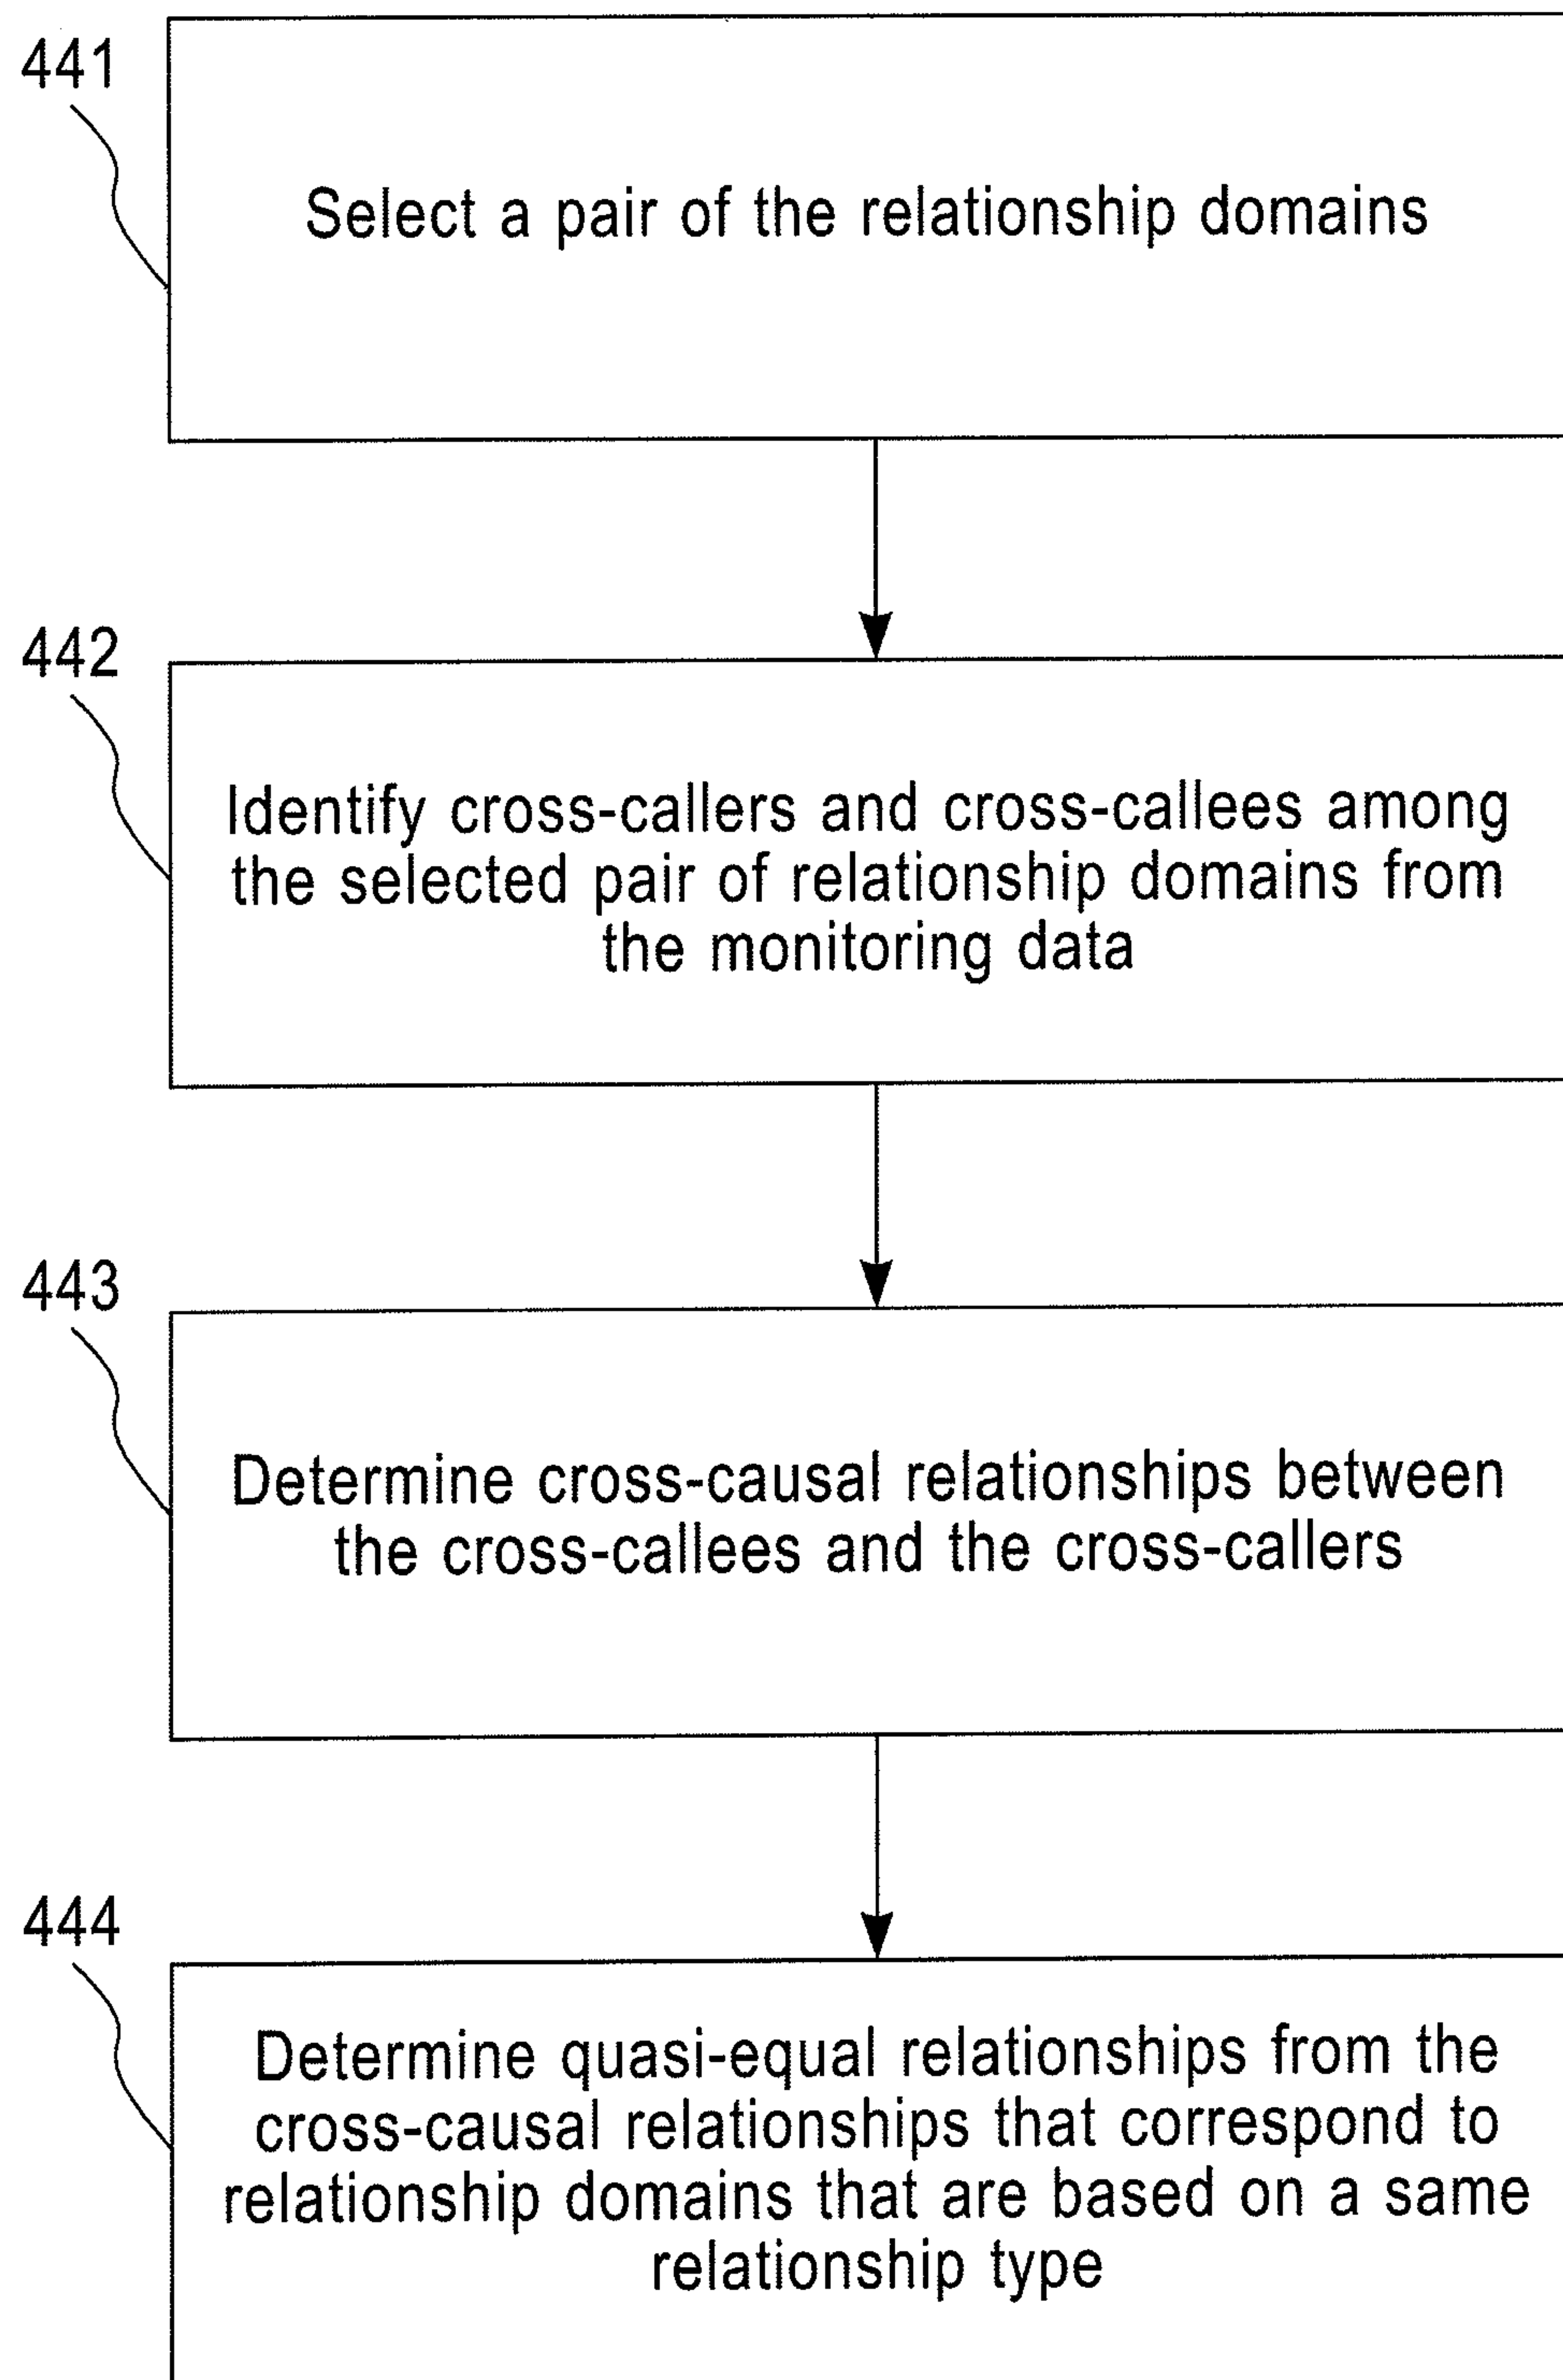 441
Select a pair of the relationship domains
442
Identify cross-callers and cross-callees among
the selected pair of relationship domains from
the monitoring data
443
Determine cross-causal relationships between
the cross-callees and the cross-callers
444
Determine quasi-equal relationships from the
cross-causal relationships that correspond to
relationship domains that are based on a same
relationship type